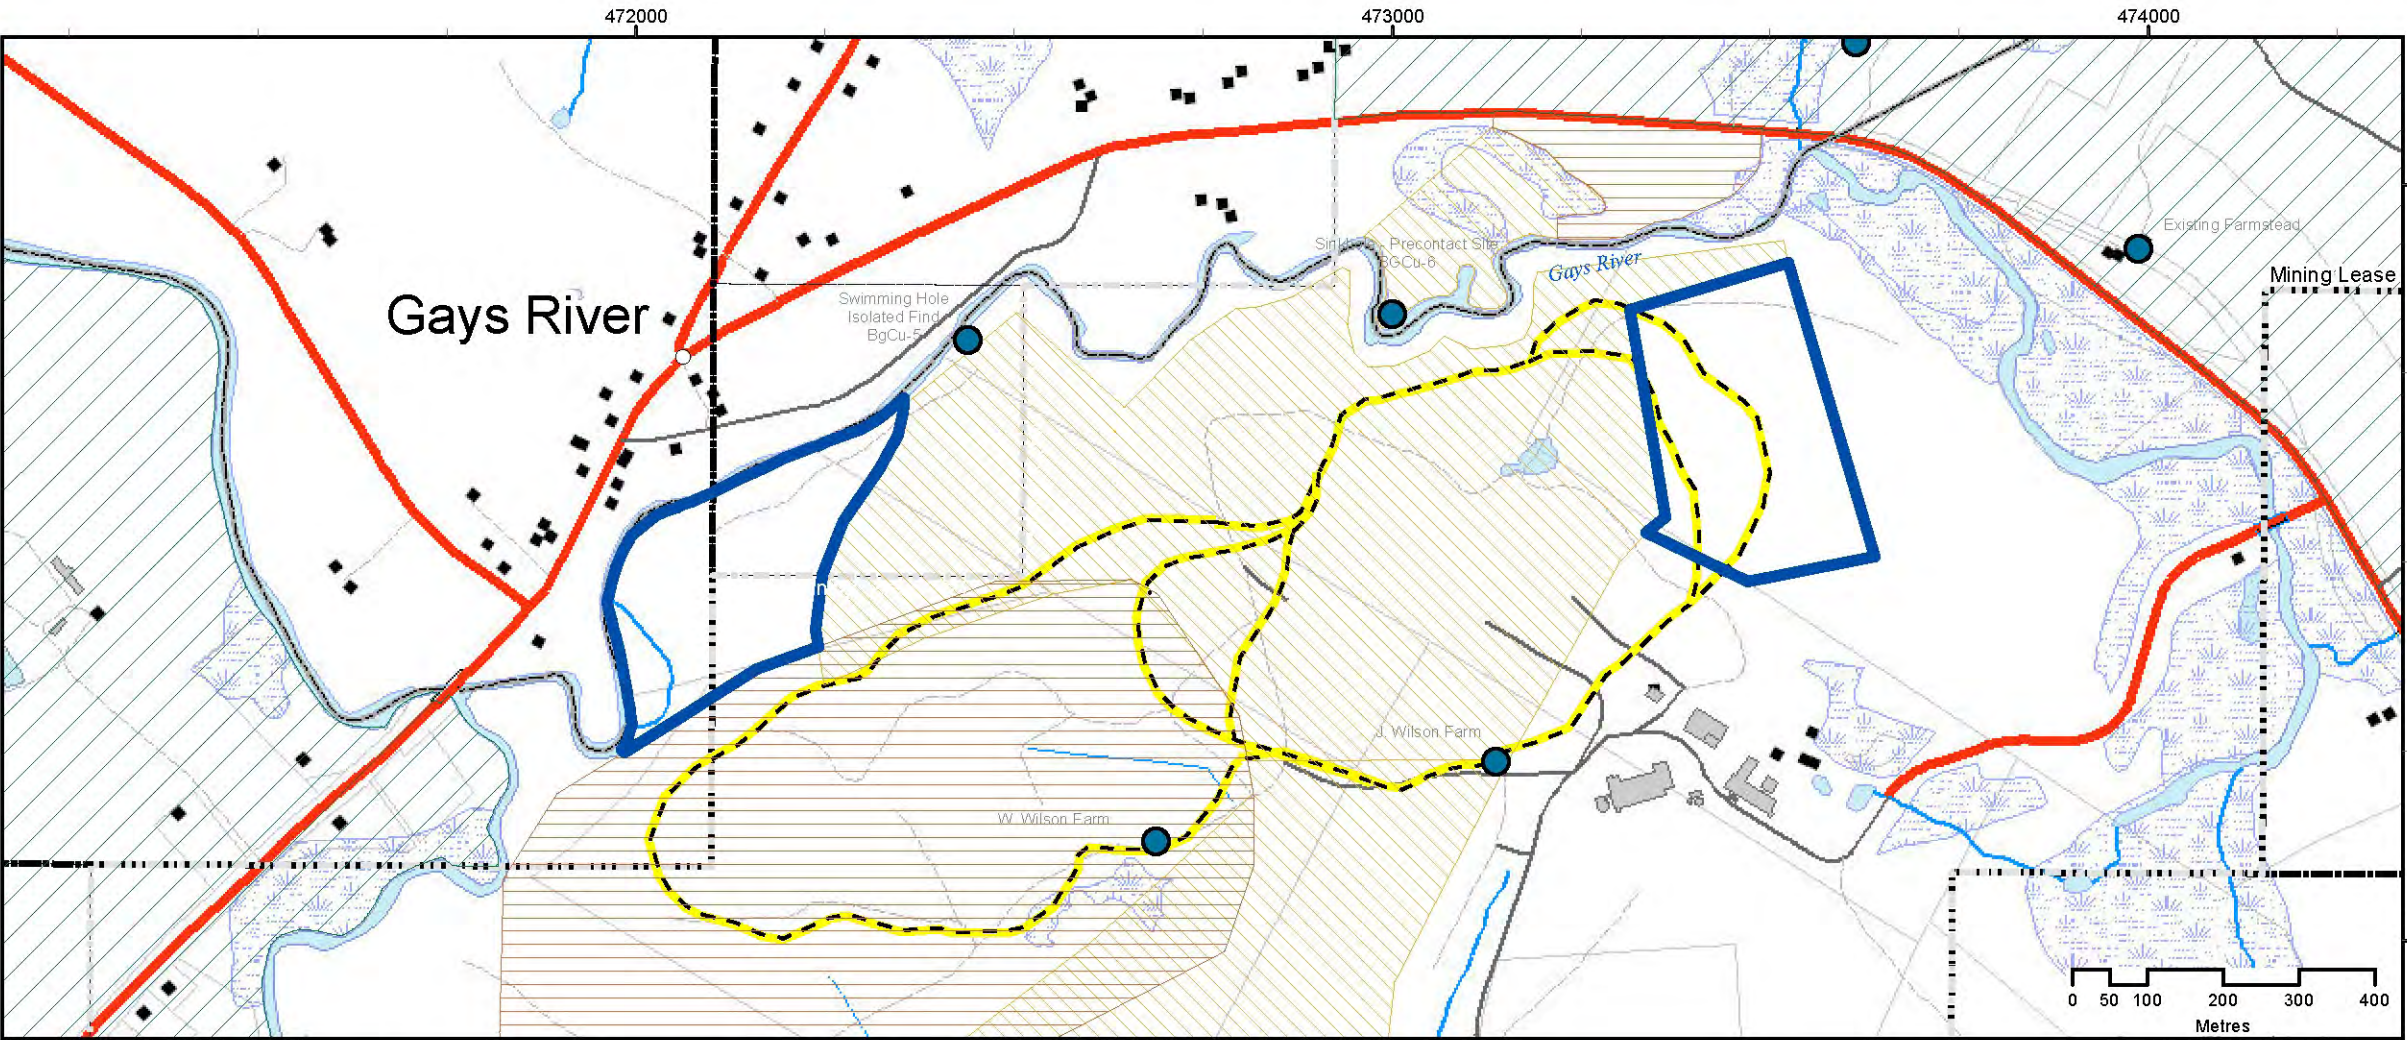 472000
473000
474000
Existing Farmstead
Precontact Site
BGCu-6
Gays River
Mining Lease
Swimming Hole
Isolated Find
BgCu-5
Gays River
J. Wilson Farm
W. Wilson Farm
0 50 100 200 300 400
Metres